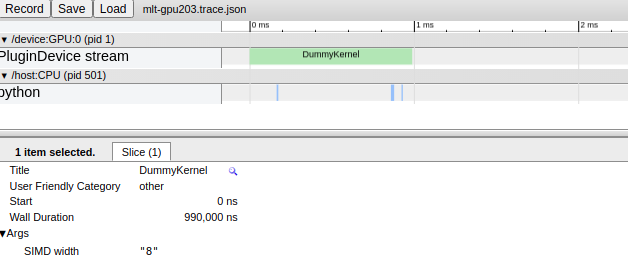 Record Save Load mlt-gpu203.trace.json
0 ms 1 ms 2 ms
▼ /device:GPU:0 (pid 1)
PluginDevice stream DummyKernel
▼ /host:CPU (pid 501)
python
1 item selected. Slice (1)
Title DummyKernel
User Friendly Category other
Start 0 ns
Wall Duration 990,000 ns
▼Args
SIMD width "8"